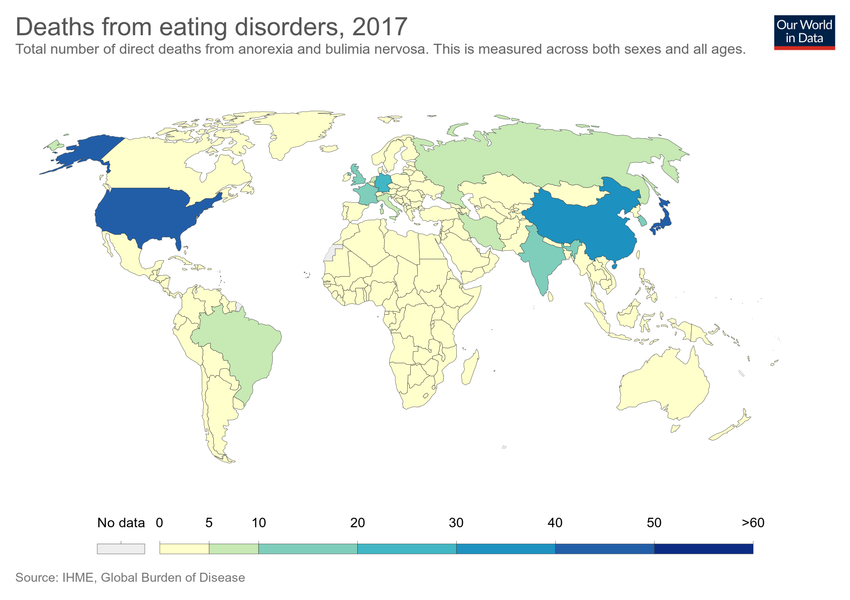 Deaths from eating disorders, 2017
Total number of direct deaths from anorexia and bulimia nervosa. This is measured across both sexes and all ages.
Our World
in Data
No data 0 5 10 20 30 40 50 >60
Source: IHME, Global Burden of Disease